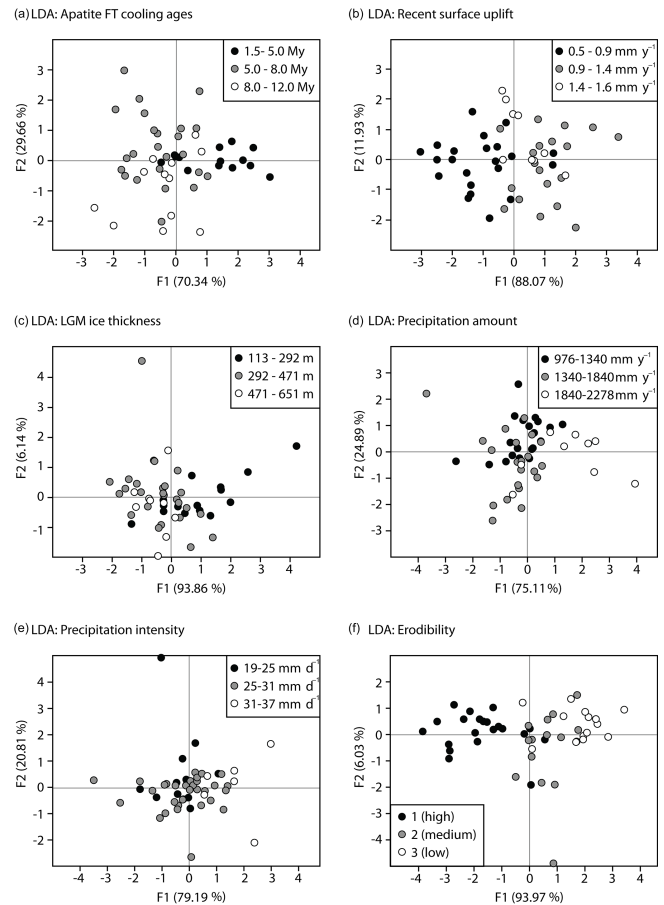 (a) LDA: Apatite FT cooling ages
1.5- 5.0 My
5.0 - 8.0 My
8.0 - 12.0 My
3
2
1
0
-1
-2
F2 (29.66 %)
-3 -2 -1 0 1 2 3 4
F1 (70.34 %)
(b) LDA: Recent surface uplift
0.5 - 0.9 mm y⁻¹
0.9 - 1.4 mm y⁻¹
1.4 - 1.6 mm y⁻¹
3
2
1
0
-1
-2
F2 (11.93 %)
-3 -2 -1 0 1 2 3 4
F1 (88.07 %)
(c) LDA: LGM ice thickness
113 - 292 m
292 - 471 m
471 - 651 m
4
3
2
1
0
-1
F2 (6.14 %)
-3 -2 -1 0 1 2 3 4
F1 (93.86 %)
(d) LDA: Precipitation amount
976-1340 mm y⁻¹
1340-1840mm y⁻¹
1840-2278mm y⁻¹
3
2
1
0
-1
-2
-3
F2 (24.89 %)
-4 -3 -2 -1 0 1 2 3 4
F1 (75.11%)
(e) LDA: Precipitation intensity
19-25 mm d⁻¹
25-31 mm d⁻¹
31-37 mm d⁻¹
4
3
2
1
0
-1
-2
F2 (20.81 %)
-4 -3 -2 -1 0 1 2 3 4
F1 (79.19 %)
(f) LDA: Erodibility
1 (high)
2 (medium)
3 (low)
2
1
0
-1
-2
-3
-4
F2 (6.03 %)
-4 -3 -2 -1 0 1 2 3 4
F1 (93.97 %)